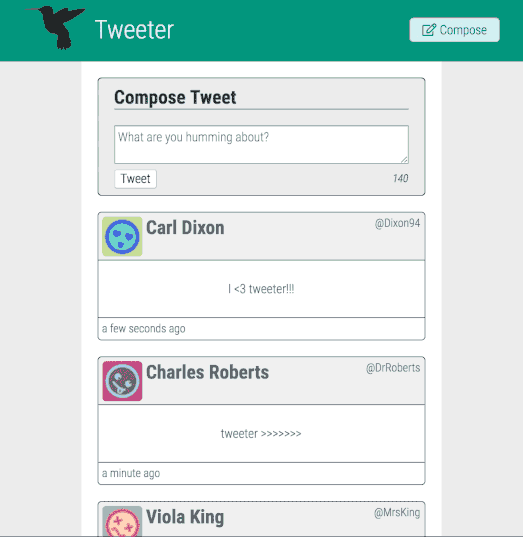 Tweeter
Compose
Compose Tweet
What are you humming about?
Tweet
140
Carl Dixon
@Dixon94
I <3 tweeter!!!
a few seconds ago
Charles Roberts
@DrRoberts
tweeter >>>>>>>
a minute ago
Viola King
@MrsKing